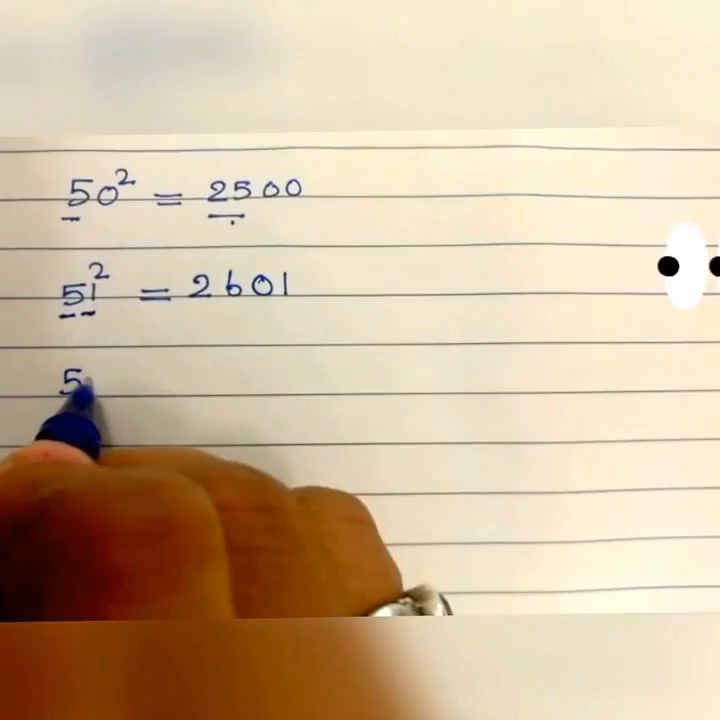 50² = 2500
51² = 2601
5